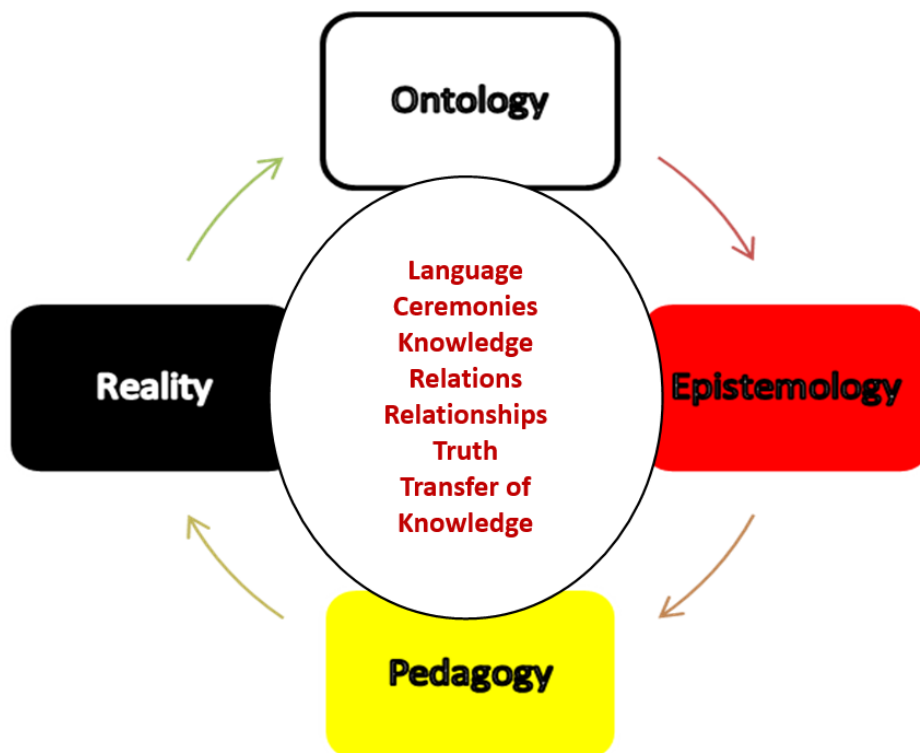 Ontology
Language
Ceremonies
Knowledge
Relations
Relationships
Truth
Transfer of
Knowledge
Reality
Epistemology
Pedagogy